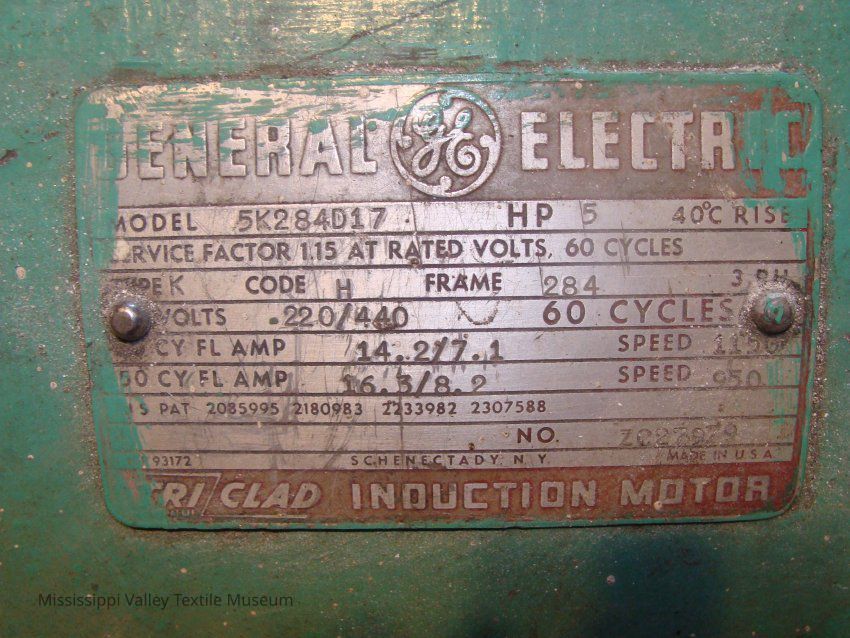 GENERAL GE ELECTRIC
MODEL 5K284D17 HP 5 40°C RISE
SERVICE FACTOR 1.15 AT RATED VOLTS, 60 CYCLES
TYPE K CODE H FRAME 284 3 PH
VOLTS 220/440 60 CYCLES
CY FL AMP 14.2/7.1 SPEED
50 CY FL AMP 16.3/8.2 SPEED 950
PAT 2085995 2180983 2233982 2307588
NO.
93172 SCHENECTADY, N.Y. MADE IN U.S.A.
TRI CLAD INDUCTION MOTOR
Mississippi Valley Textile Museum